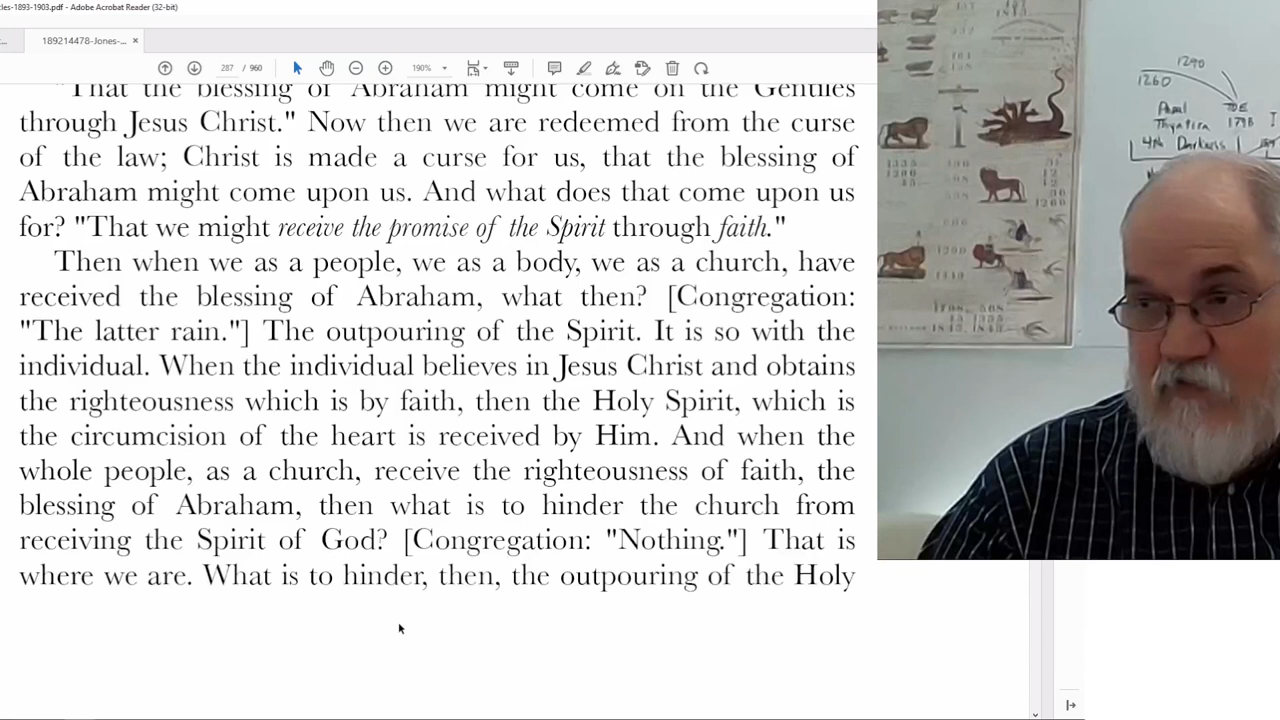 cles-1893-1903.pdf - Adobe Acrobat Reader (32-bit)
189214478-Jones-... ×
287 / 960
190%
"That the blessing of Abraham might come on the Gentiles
through Jesus Christ." Now then we are redeemed from the curse
of the law; Christ is made a curse for us, that the blessing of
Abraham might come upon us. And what does that come upon us
for? "That we might receive the promise of the Spirit through faith."
Then when we as a people, we as a body, we as a church, have
received the blessing of Abraham, what then? [Congregation:
"The latter rain."] The outpouring of the Spirit. It is so with the
individual. When the individual believes in Jesus Christ and obtains
the righteousness which is by faith, then the Holy Spirit, which is
the circumcision of the heart is received by Him. And when the
whole people, as a church, receive the righteousness of faith, the
blessing of Abraham, then what is to hinder the church from
receiving the Spirit of God? [Congregation: "Nothing."] That is
where we are. What is to hinder, then, the outpouring of the Holy
1290
1260
Papal
Thyatira
TOE
1798
4th Darkness